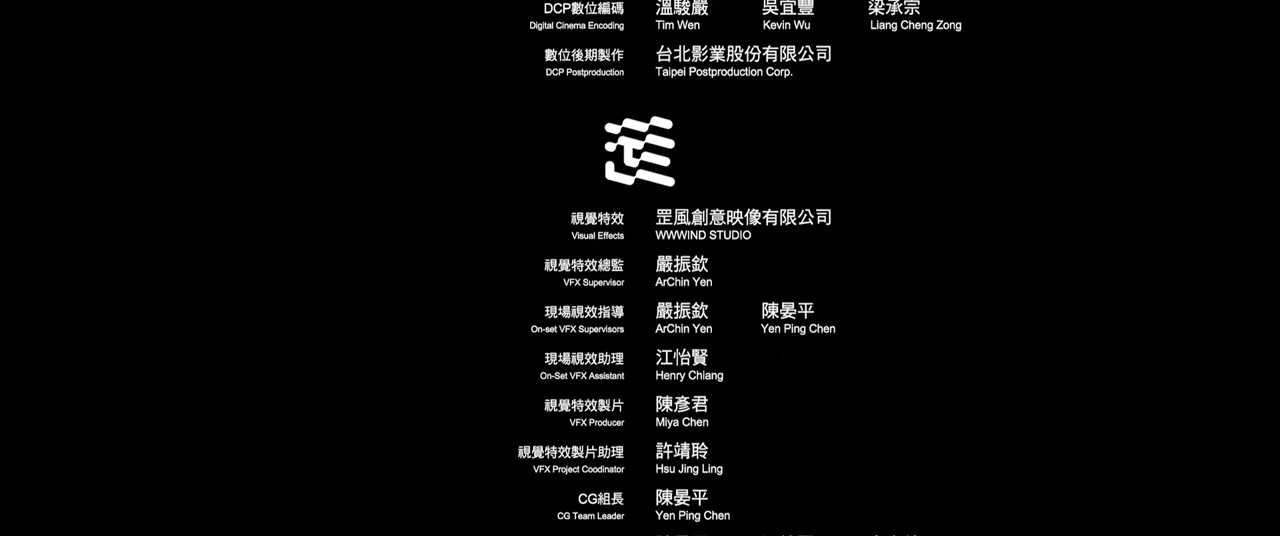 DCP數位編碼 溫駿嚴 吳宜豐 梁承宗
Digital Cinema Encoding Tim Wen Kevin Wu Liang Cheng Zong
數位後期製作 台北影業股份有限公司
DCP Postproduction Taipei Postproduction Corp.
視覺特效 罡風創意映像有限公司
Visual Effects WWWIND STUDIO
視覺特效總監 嚴振欽
VFX Supervisor ArChin Yen
現場視效指導 嚴振欽 陳晏平
On-set VFX Supervisors ArChin Yen Yen Ping Chen
現場視效助理 江怡賢
On-Set VFX Assistant Henry Chiang
視覺特效製片 陳彥君
VFX Producer Miya Chen
視覺特效製片助理 許靖聆
VFX Project Coodinator Hsu Jing Ling
CG組長 陳晏平
CG Team Leader Yen Ping Chen